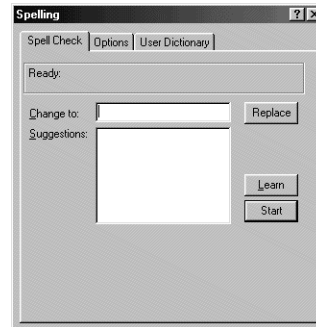 Spelling
Spell Check Options User Dictionary
Ready:
Change to: Replace
Suggestions:
Learn
Start